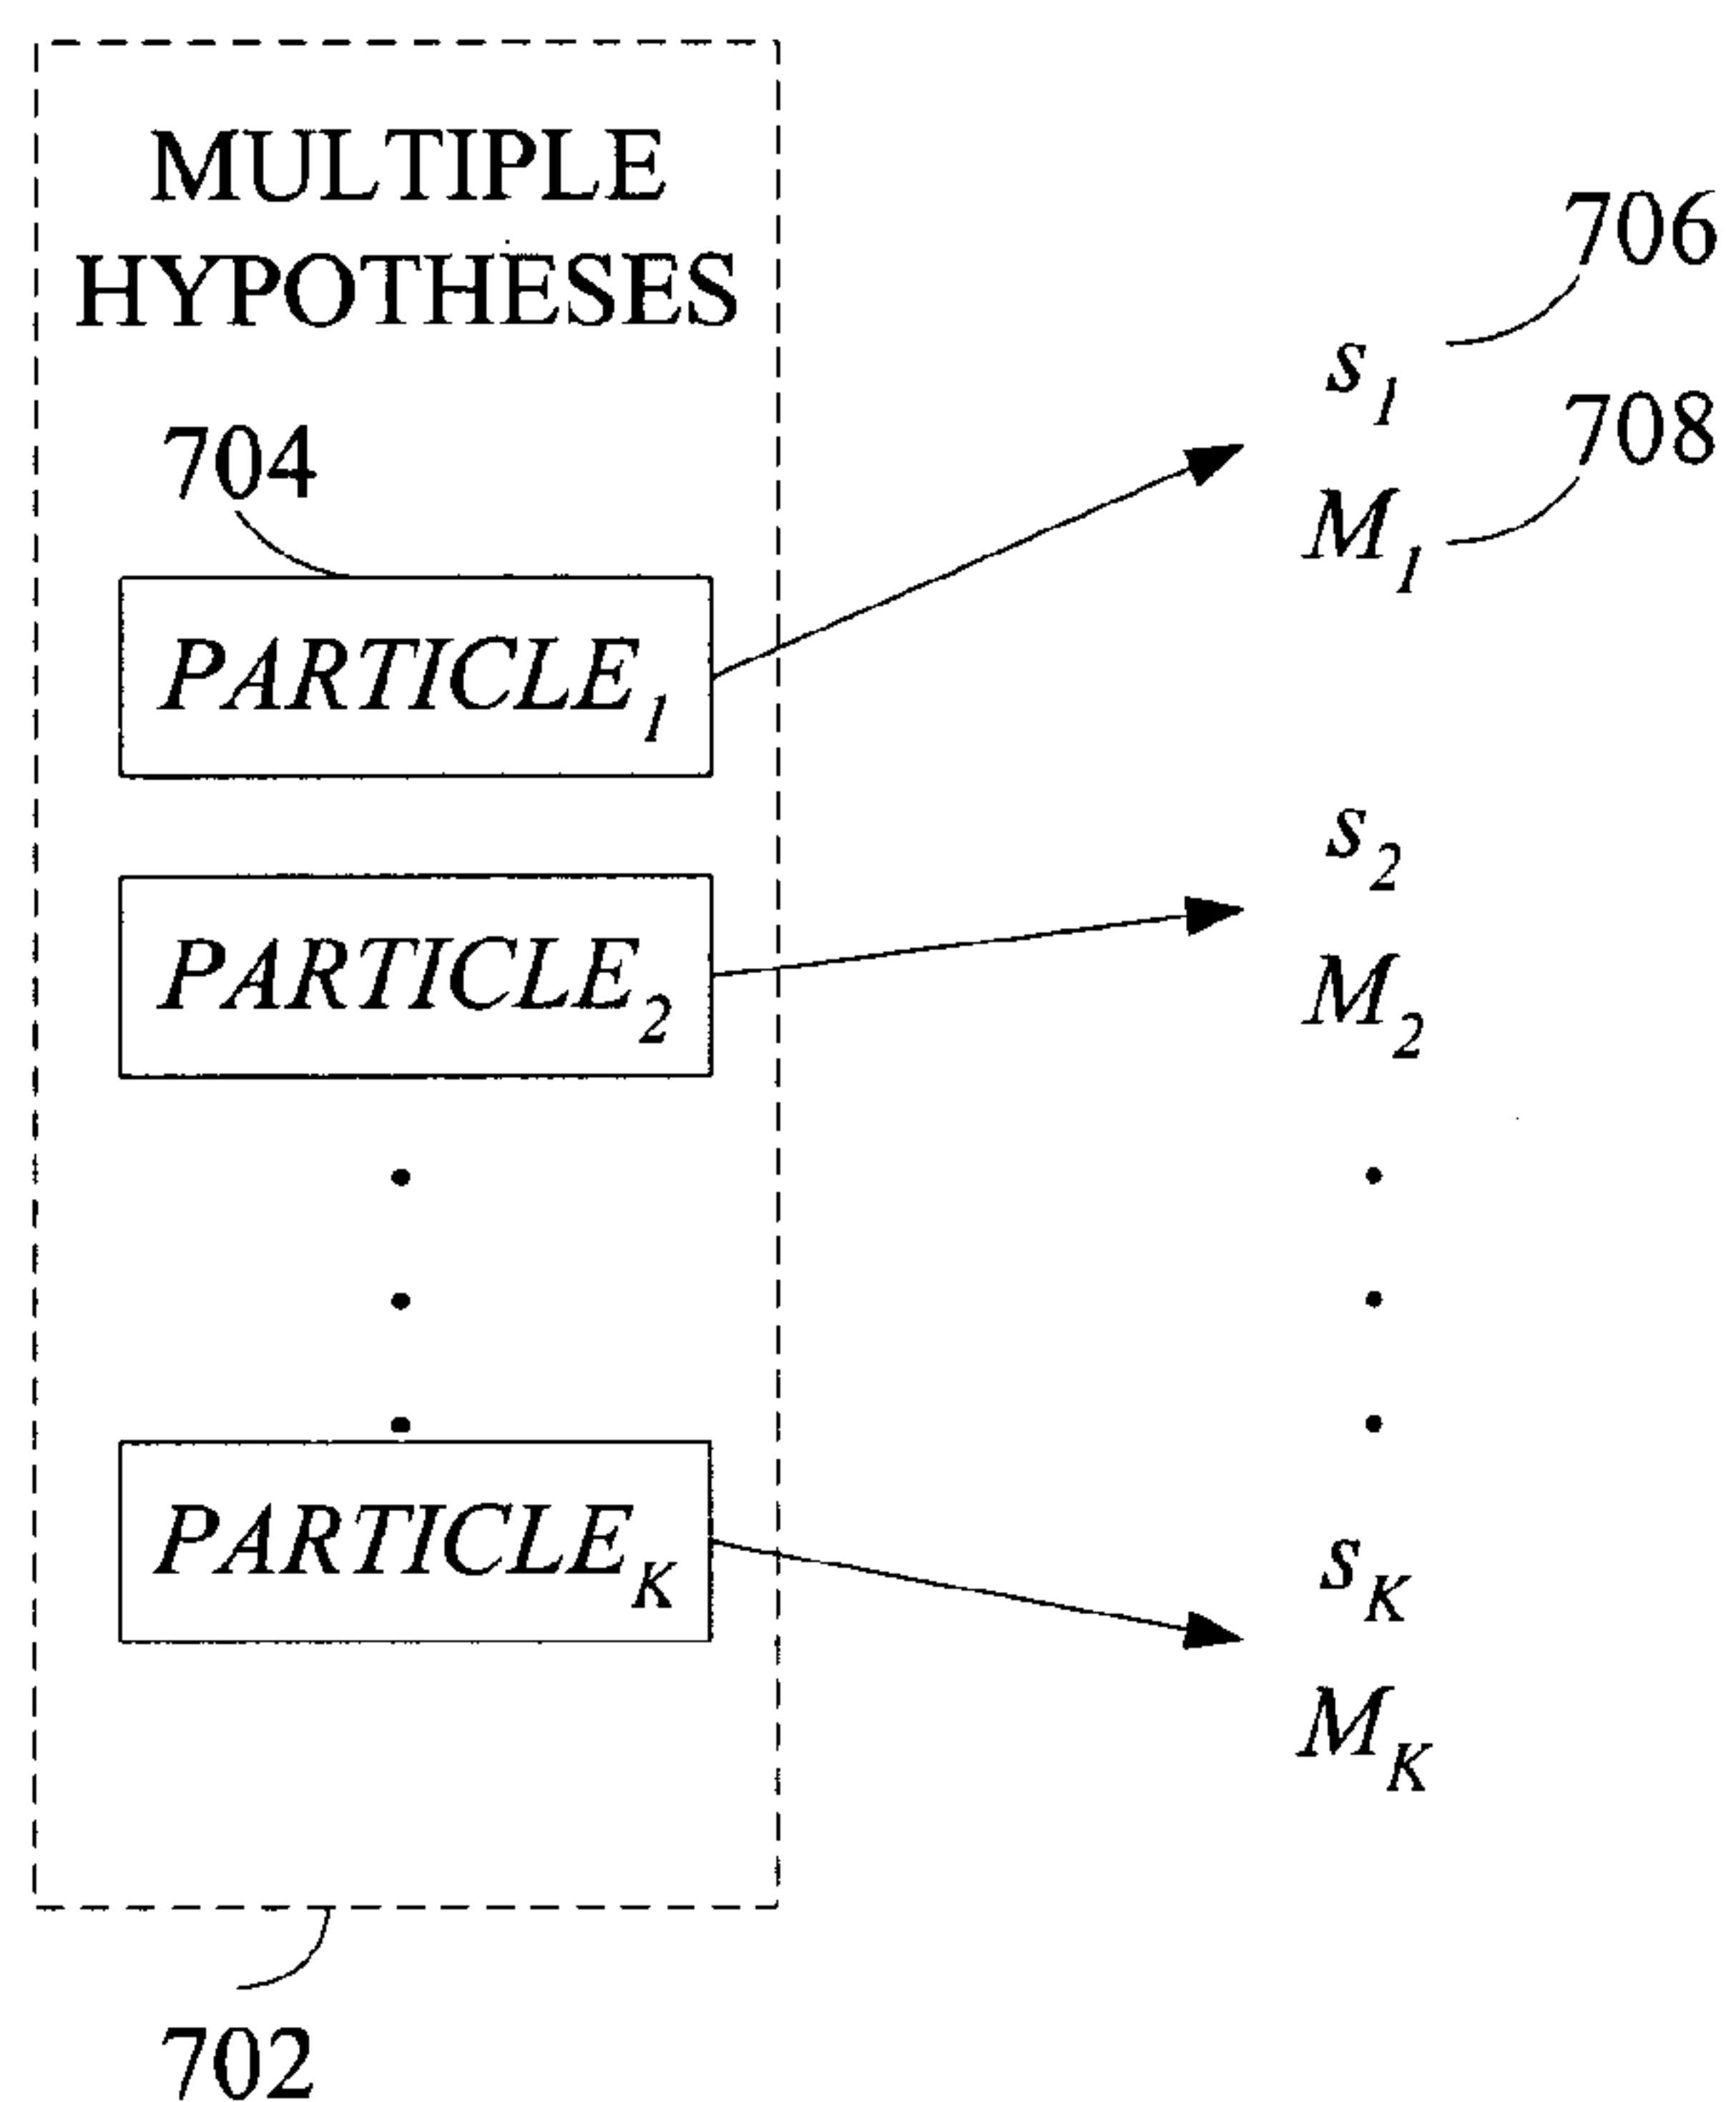 MULTIPLE
HYPOTHESES
704
PARTICLE1
PARTICLE2
PARTICLEK
702
706
s1
708
M1
s2
M2
sK
MK